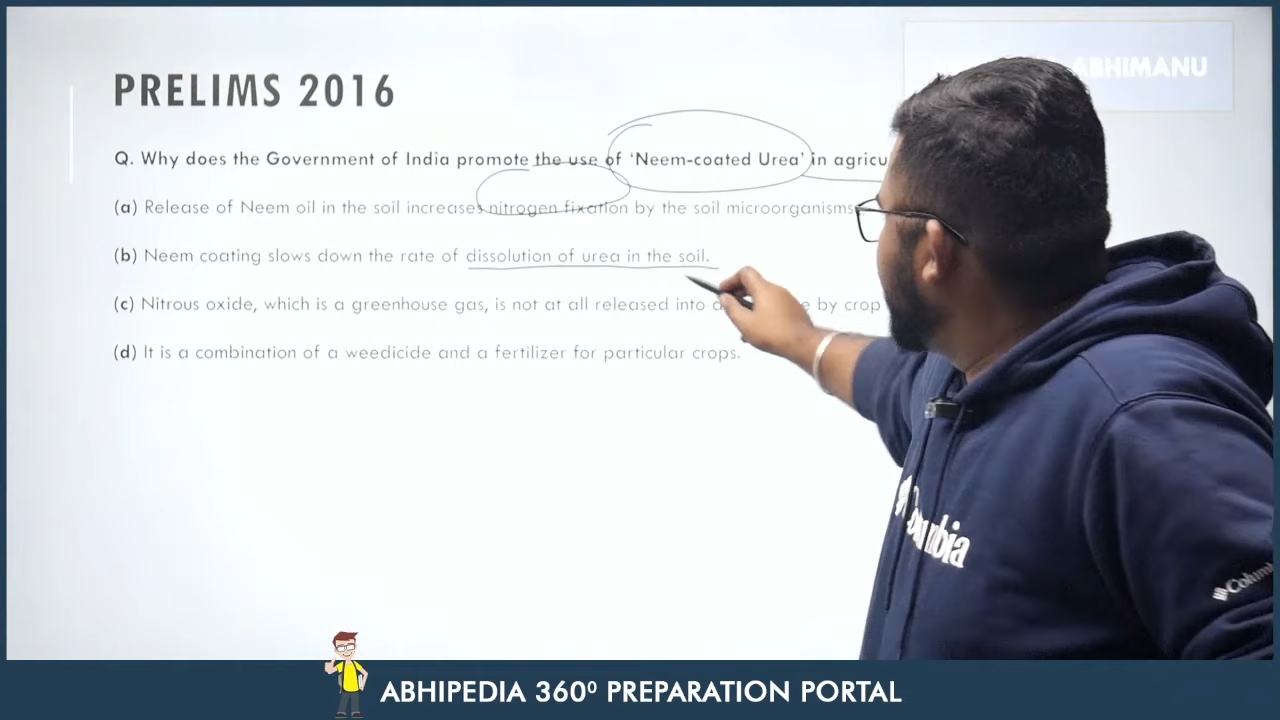 ABHIMANU
PRELIMS 2016
Q. Why does the Government of India promote the use of ‘Neem-coated Urea’ in agricu
(a) Release of Neem oil in the soil increases nitrogen fixation by the soil microorganisms
(b) Neem coating slows down the rate of dissolution of urea in the soil.
(c) Nitrous oxide, which is a greenhouse gas, is not at all released into by crop
(d) It is a combination of a weedicide and a fertilizer for particular crops.
Columbia
ABHIPEDIA 360⁰ PREPARATION PORTAL